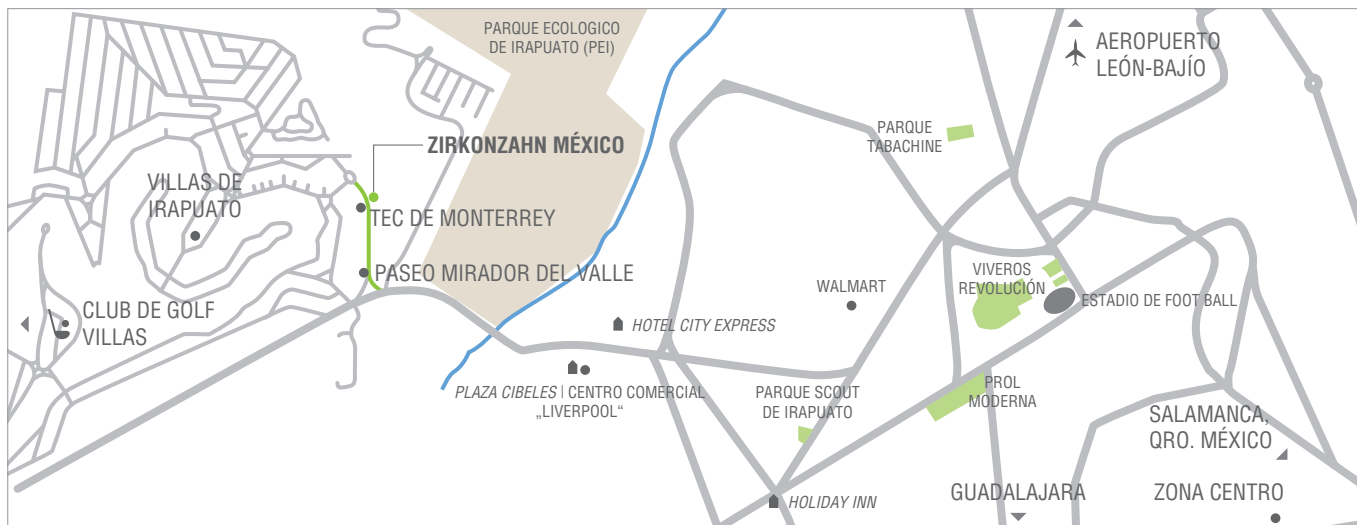 PARQUE ECOLOGICO
DE IRAPUATO (PEI)
AEROPUERTO
LEÓN-BAJÍO
PARQUE
TABACHINE
ZIRKONZAHN MÉXICO
VILLAS DE
IRAPUATO
TEC DE MONTERREY
PASEO MIRADOR DEL VALLE
CLUB DE GOLF
VILLAS
WALMART
VIVEROS
REVOLUCIÓN
ESTADIO DE FOOT BALL
HOTEL CITY EXPRESS
PLAZA CIBELES | CENTRO COMERCIAL
„LIVERPOOL“
PARQUE SCOUT
DE IRAPUATO
PROL
MODERNA
SALAMANCA,
QRO. MÉXICO
HOLIDAY INN
GUADALAJARA
ZONA CENTRO